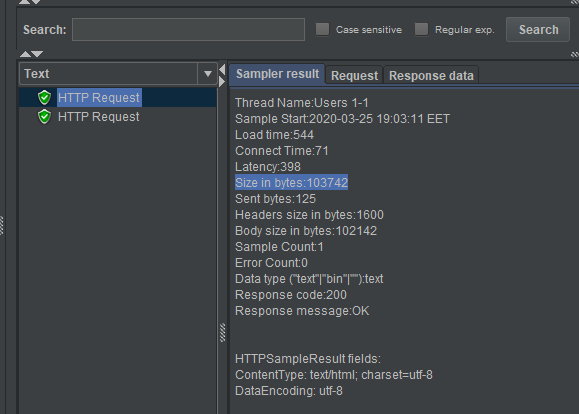 Search: Case sensitive Regular exp. Search
Text
HTTP Request
HTTP Request
Sampler result Request Response data
Thread Name:Users 1-1
Sample Start:2020-03-25 19:03:11 EET
Load time:544
Connect Time:71
Latency:398
Size in bytes:103742
Sent bytes:125
Headers size in bytes:1600
Body size in bytes:102142
Sample Count:1
Error Count:0
Data type ("text"|"bin"|""):text
Response code:200
Response message:OK
HTTPSampleResult fields:
ContentType: text/html; charset=utf-8
DataEncoding: utf-8